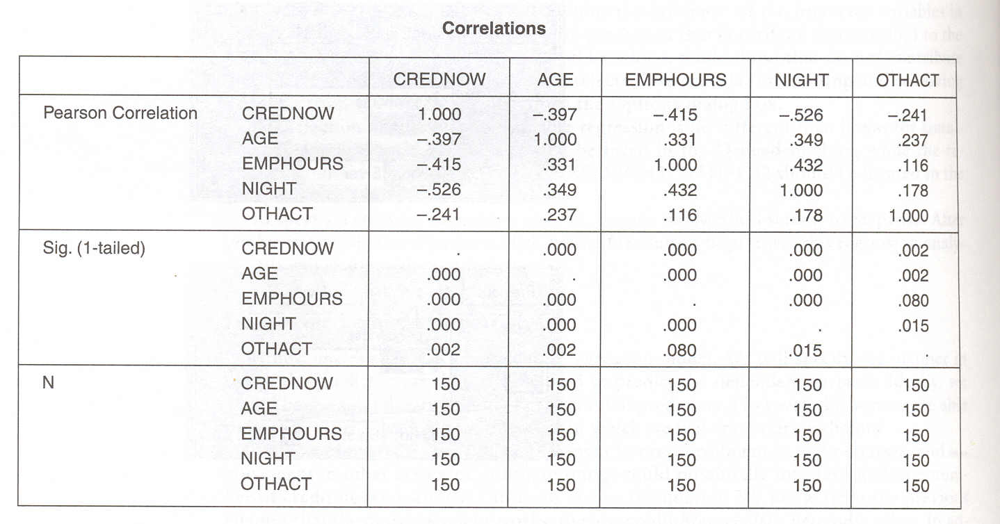 Correlations
CREDNOW AGE EMPHOURS NIGHT OTHACT
Pearson Correlation CREDNOW 1.000 –.397 –.415 –.526 –.241
AGE –.397 1.000 .331 .349 .237
EMPHOURS –.415 .331 1.000 .432 .116
NIGHT –.526 .349 .432 1.000 .178
OTHACT –.241 .237 .116 .178 1.000
Sig. (1-tailed) CREDNOW . .000 .000 .000 .002
AGE .000 . .000 .000 .002
EMPHOURS .000 .000 . .000 .080
NIGHT .000 .000 .000 . .015
OTHACT .002 .002 .080 .015
N CREDNOW 150 150 150 150 150
AGE 150 150 150 150 150
EMPHOURS 150 150 150 150 150
NIGHT 150 150 150 150 150
OTHACT 150 150 150 150 150